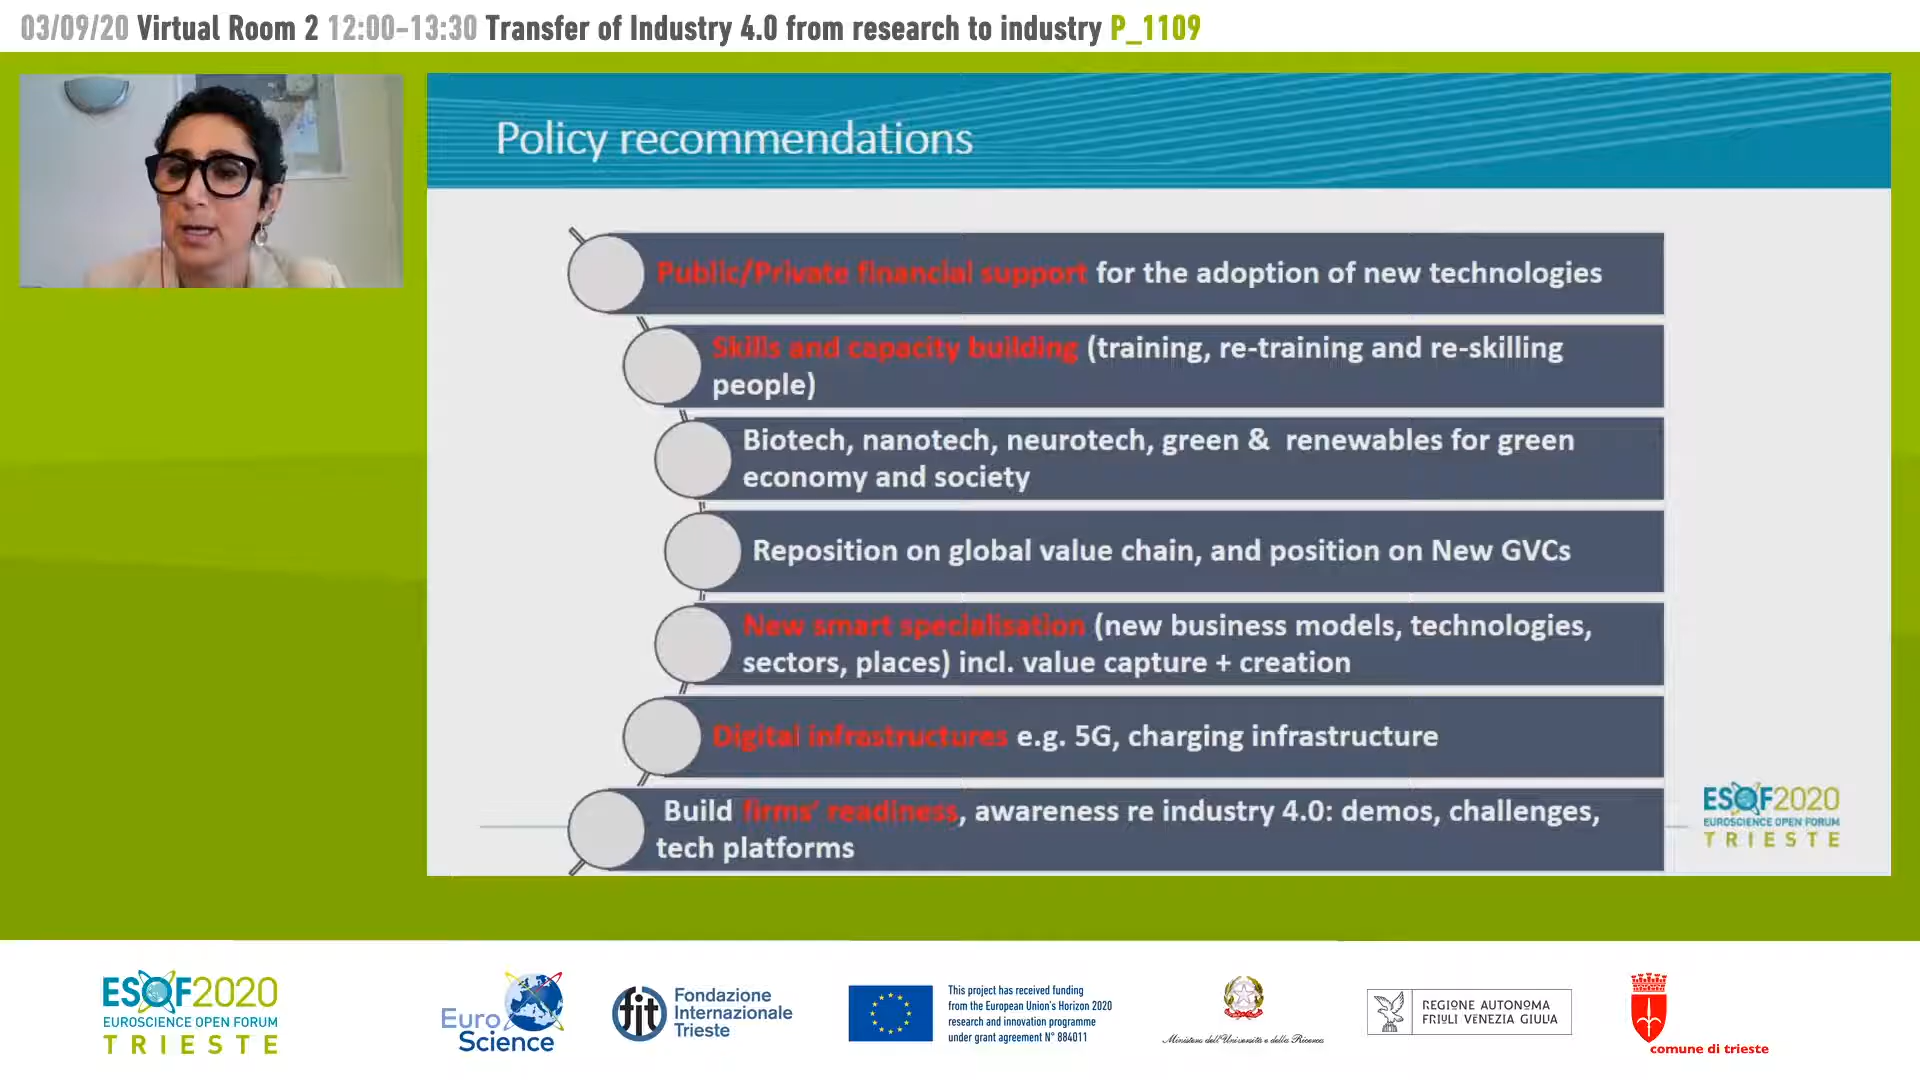 03/09/20 Virtual Room 2 12:00-13:30 Transfer of Industry 4.0 from research to industry P_1109
Policy recommendations
Public/Private financial support for the adoption of new technologies
Skills and capacity building (training, re-training and re-skilling
people)
Biotech, nanotech, neurotech, green & renewables for green
economy and society
Reposition on global value chain, and position on New GVCs
New smart specialisation (new business models, technologies,
sectors, places) incl. value capture + creation
Digital infrastructures e.g. 5G, charging infrastructure
Build firms' readiness, awareness re industry 4.0: demos, challenges,
tech platforms
ESOF2020
EUROSCIENCE OPEN FORUM
TRIESTE
ESOF2020
EUROSCIENCE OPEN FORUM
TRIESTE
Euro
Science
fit
Fondazione
Internazionale
Trieste
This project has received funding
from the European Union's Horizon 2020
research and innovation programme
under grant agreement N° 884011
Ministero dell'Università e della Ricerca
REGIONE AUTONOMA
FRIULI VENEZIA GIULIA
comune di trieste